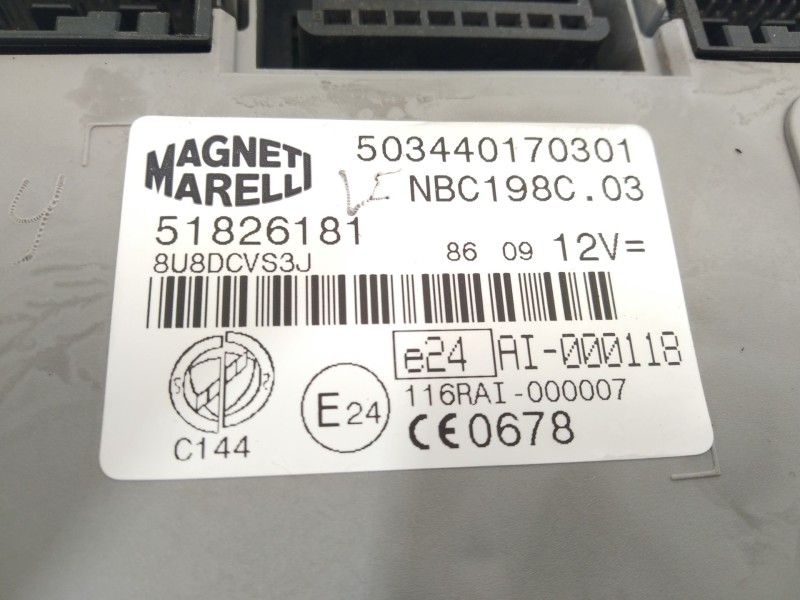 MAGNETI
MARELLI
503440170301
NBC198C.03
51826181
8U8DCVS3J
86 09 12V=
e24 AI-000118
116RAI-000007
E24
CE0678
C144